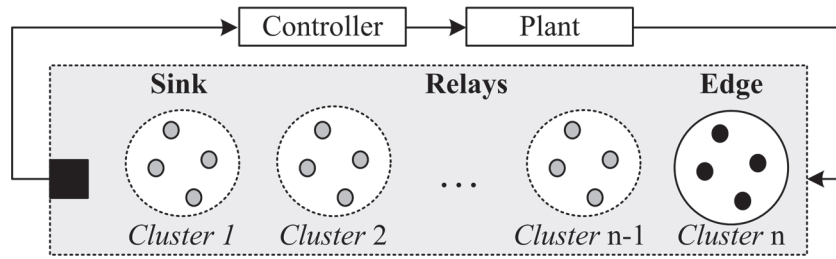 Controller Plant
Sink Relays Edge
...
Cluster 1 Cluster 2 Cluster n-1 Cluster n